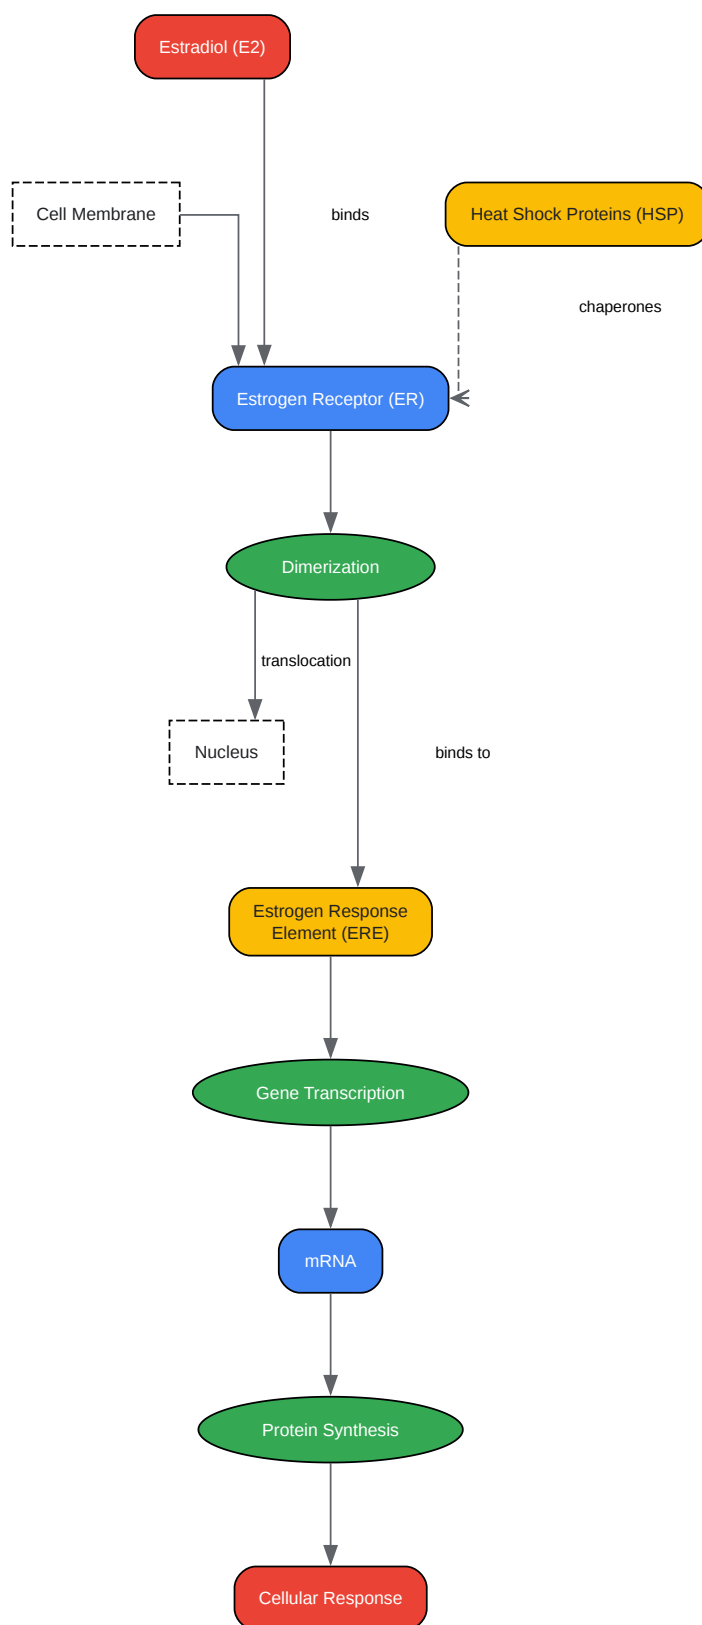 Estradiol (E2)
Cell Membrane
binds
Heat Shock Proteins (HSP)
chaperones
Estrogen Receptor (ER)
Dimerization
translocation
Nucleus
binds to
Estrogen Response
Element (ERE)
Gene Transcription
mRNA
Protein Synthesis
Cellular Response